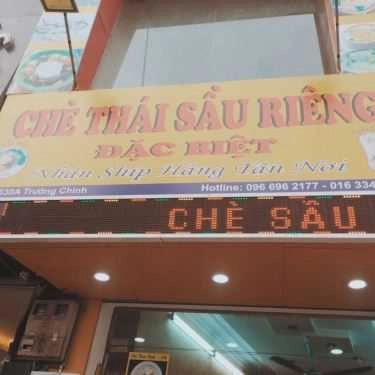 CHÈ THÁI SẦU RIÊNG
ĐẶC BIỆT
Nhận Ship Hàng Tận Nơi
530A Trường Chinh
Hotline: 096 696 2177 - 016 334
CHÈ SẦU